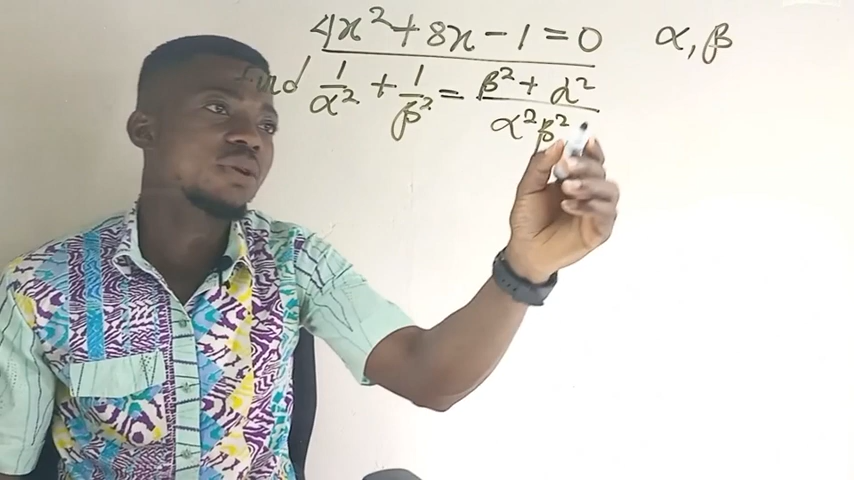 4x² + 8x - 1 = 0 α, β
find 1/α² + 1/β² = β² + α²/α²β²